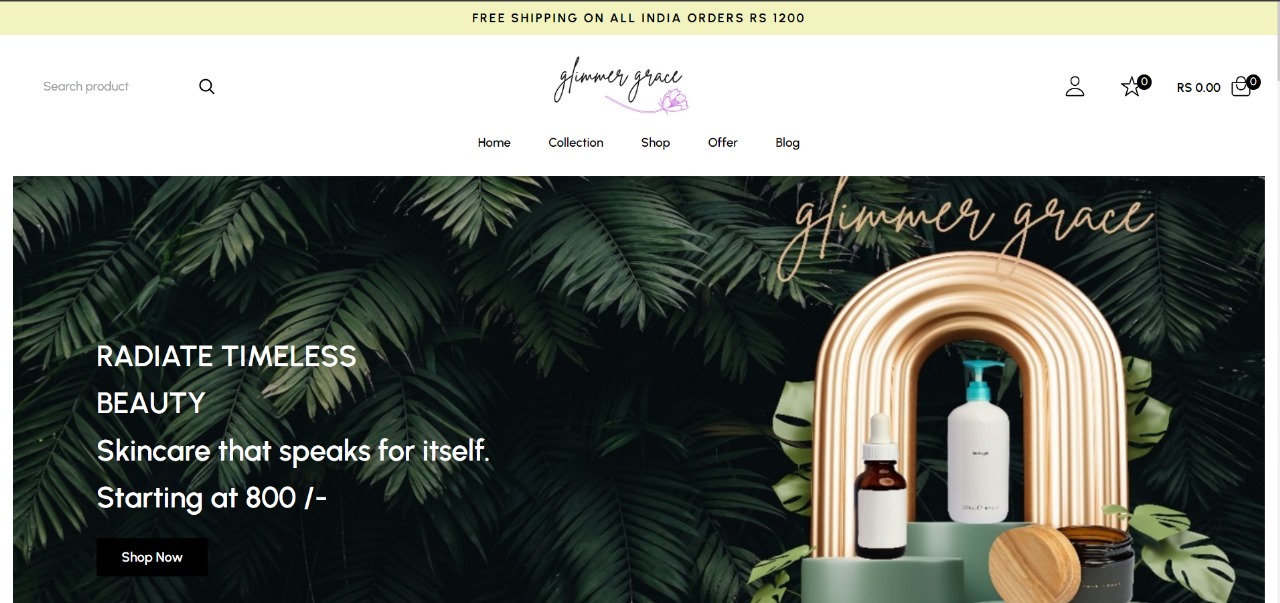 FREE SHIPPING ON ALL INDIA ORDERS RS 1200
Search product
glimmer grace
0
RS 0.00
0
Home
Collection
Shop
Offer
Blog
glimmer grace
RADIATE TIMELESS
BEAUTY
Skincare that speaks for itself.
Starting at 800 /-
Shop Now